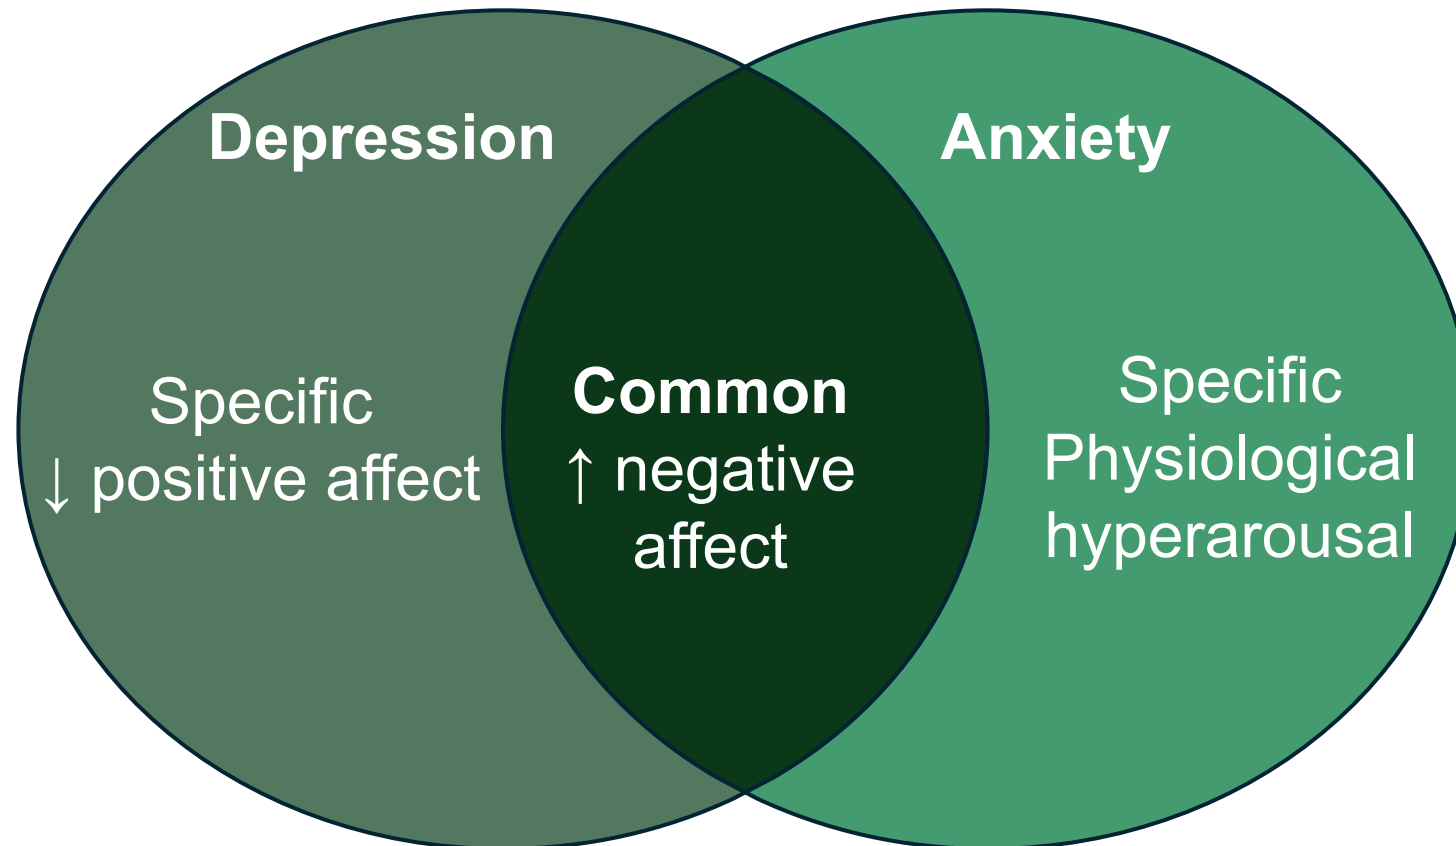 Depression
Anxiety
Specific
↓ positive affect
Common
↑ negative
affect
Specific
Physiological
hyperarousal